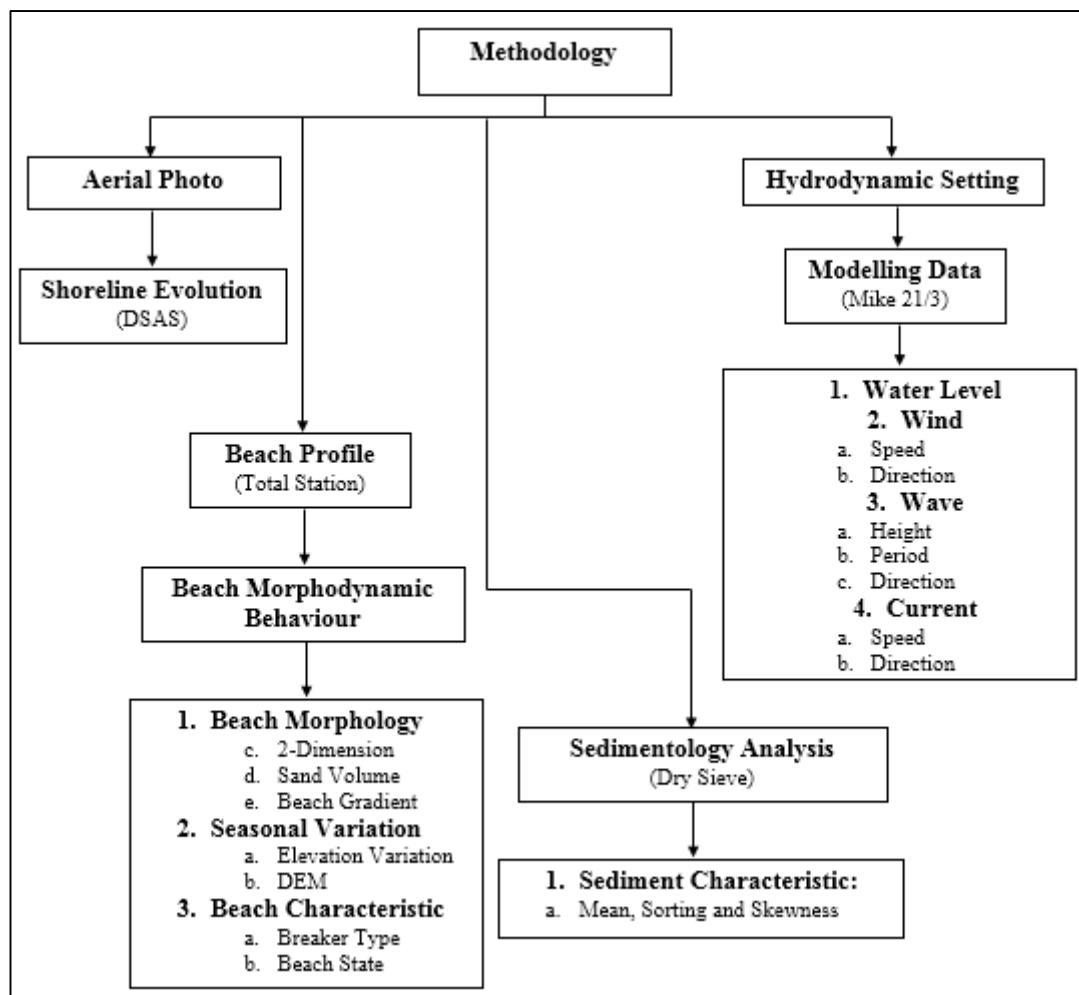 Methodology
Aerial Photo
Shoreline Evolution
(DSAS)
Beach Profile
(Total Station)
Beach Morphodynamic
Behaviour
1. Beach Morphology
c. 2-Dimension
d. Sand Volume
e. Beach Gradient
2. Seasonal Variation
a. Elevation Variation
b. DEM
3. Beach Characteristic
a. Breaker Type
b. Beach State
Sedimentology Analysis
(Dry Sieve)
1. Sediment Characteristic:
a. Mean, Sorting and Skewness
Hydrodynamic Setting
Modelling Data
(Mike 21/3)
1. Water Level
2. Wind
a. Speed
b. Direction
3. Wave
a. Height
b. Period
c. Direction
4. Current
a. Speed
b. Direction